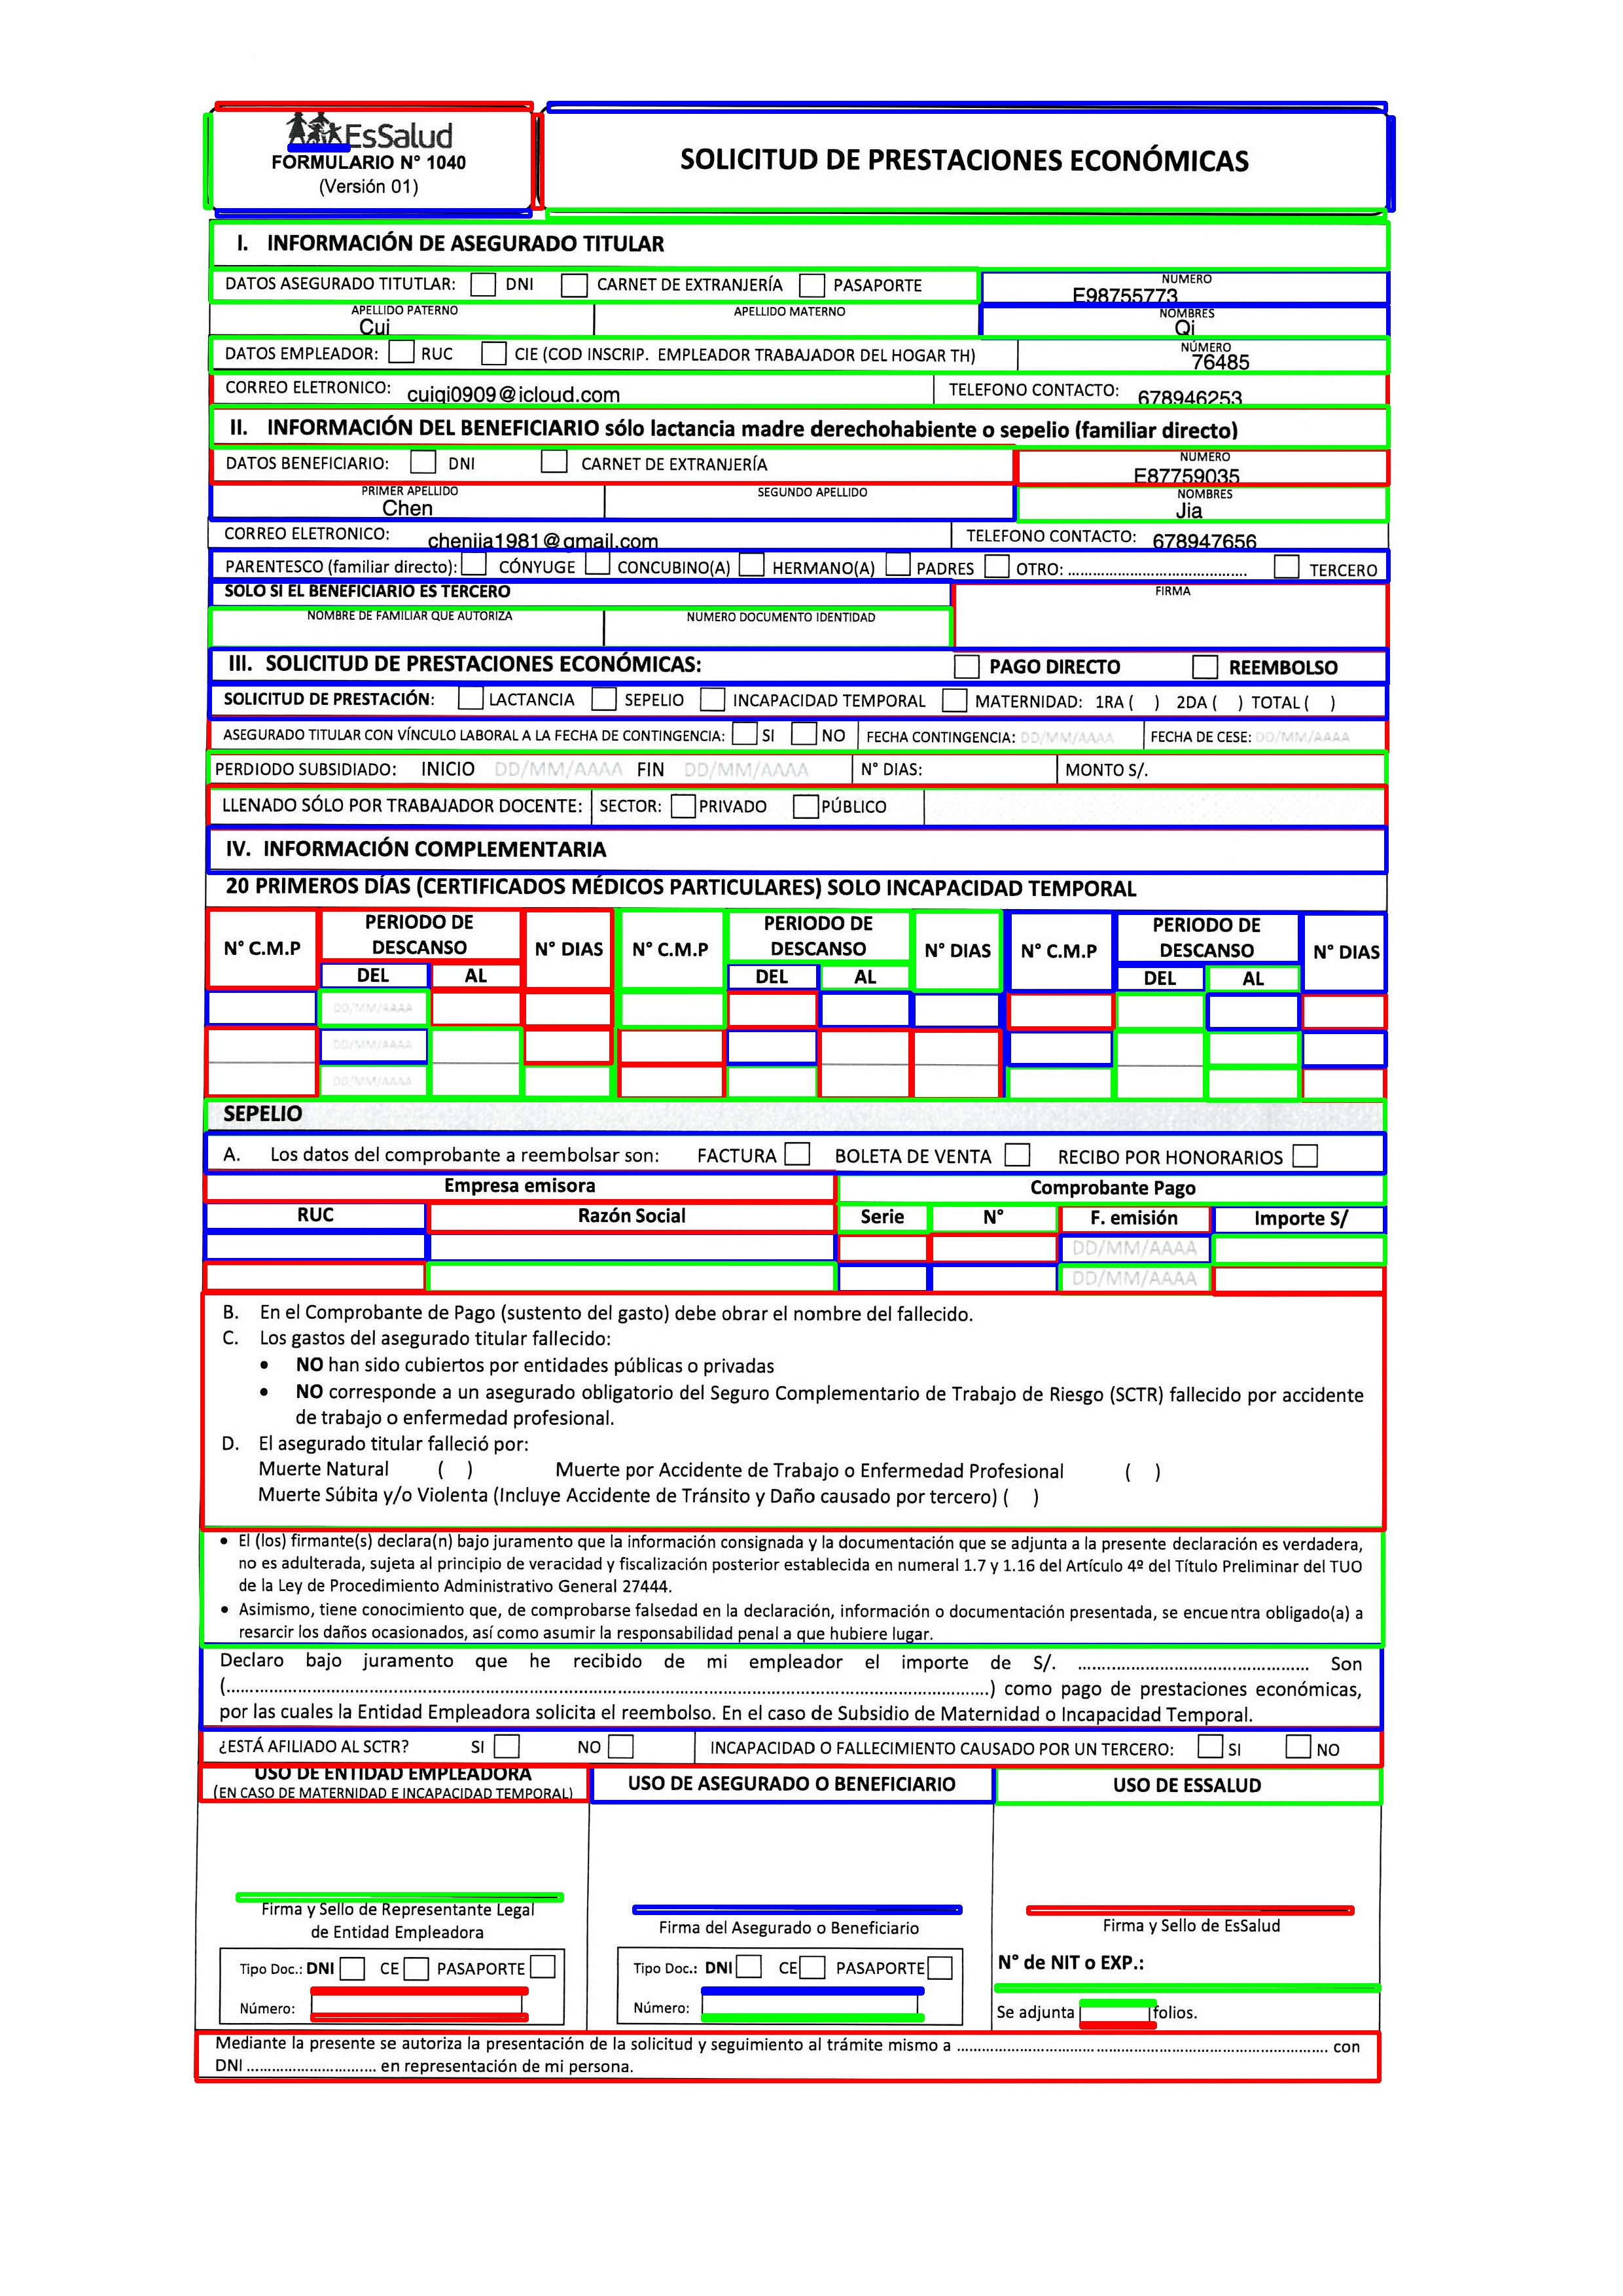 EsSalud
FORMULARIO N° 1040
(Versión 01)
SOLICITUD DE PRESTACIONES ECONÓMICAS
I. INFORMACIÓN DE ASEGURADO TITULAR
DATOS ASEGURADO TITUTLAR: DNI CARNET DE EXTRANJERÍA PASAPORTE NUMERO
E98755773
APELLIDO PATERNO APELLIDO MATERNO NOMBRES
Cui Qi
DATOS EMPLEADOR: RUC CIE (COD INSCRIP. EMPLEADOR TRABAJADOR DEL HOGAR TH) NÚMERO
76485
CORREO ELETRONICO: cuiqi0909@icloud.com TELEFONO CONTACTO: 678946253
II. INFORMACIÓN DEL BENEFICIARIO sólo lactancia madre derechohabiente o sepelio (familiar directo)
DATOS BENEFICIARIO: DNI CARNET DE EXTRANJERÍA NUMERO
E87759035
PRIMER APELLIDO SEGUNDO APELLIDO NOMBRES
Chen Jia
CORREO ELETRONICO: chenjia1981@gmail.com TELEFONO CONTACTO: 678947656
PARENTESCO (familiar directo): CÓNYUGE CONCUBINO(A) HERMANO(A) PADRES OTRO: ........................................... TERCERO
SOLO SI EL BENEFICIARIO ES TERCERO FIRMA
NOMBRE DE FAMILIAR QUE AUTORIZA NUMERO DOCUMENTO IDENTIDAD
III. SOLICITUD DE PRESTACIONES ECONÓMICAS: PAGO DIRECTO REEMBOLSO
SOLICITUD DE PRESTACIÓN: LACTANCIA SEPELIO INCAPACIDAD TEMPORAL MATERNIDAD: 1RA ( ) 2DA ( ) TOTAL ( )
ASEGURADO TITULAR CON VÍNCULO LABORAL A LA FECHA DE CONTINGENCIA: SI NO FECHA CONTINGENCIA: DD/MM/AAAA FECHA DE CESE: DD/MM/AAAA
PERDIODO SUBSIDIADO: INICIO DD/MM/AAAA FIN DD/MM/AAAA N° DIAS: MONTO S/.
LLENADO SÓLO POR TRABAJADOR DOCENTE: SECTOR: PRIVADO PÚBLICO
IV. INFORMACIÓN COMPLEMENTARIA
20 PRIMEROS DÍAS (CERTIFICADOS MÉDICOS PARTICULARES) SOLO INCAPACIDAD TEMPORAL
N° C.M.P PERIODO DE DESCANSO N° DIAS N° C.M.P PERIODO DE DESCANSO N° DIAS N° C.M.P PERIODO DE DESCANSO N° DIAS
DEL AL DEL AL DEL AL
DD/MM/AAAA
DD/MM/AAAA
DD/MM/AAAA
SEPELIO
A. Los datos del comprobante a reembolsar son: FACTURA BOLETA DE VENTA RECIBO POR HONORARIOS
Empresa emisora Comprobante Pago
RUC Razón Social Serie N° F. emisión Importe S/
DD/MM/AAAA
DD/MM/AAAA
B. En el Comprobante de Pago (sustento del gasto) debe obrar el nombre del fallecido.
C. Los gastos del asegurado titular fallecido:
• NO han sido cubiertos por entidades públicas o privadas
• NO corresponde a un asegurado obligatorio del Seguro Complementario de Trabajo de Riesgo (SCTR) fallecido por accidente
de trabajo o enfermedad profesional.
D. El asegurado titular falleció por:
Muerte Natural ( ) Muerte por Accidente de Trabajo o Enfermedad Profesional ( )
Muerte Súbita y/o Violenta (Incluye Accidente de Tránsito y Daño causado por tercero) ( )
• El (los) firmante(s) declara(n) bajo juramento que la información consignada y la documentación que se adjunta a la presente declaración es verdadera,
no es adulterada, sujeta al principio de veracidad y fiscalización posterior establecida en numeral 1.7 y 1.16 del Artículo 4º del Título Preliminar del TUO
de la Ley de Procedimiento Administrativo General 27444.
• Asimismo, tiene conocimiento que, de comprobarse falsedad en la declaración, información o documentación presentada, se encuentra obligado(a) a
resarcir los daños ocasionados, así como asumir la responsabilidad penal a que hubiere lugar.
Declaro bajo juramento que he recibido de mi empleador el importe de S/. ............................................ Son
(..................................................................................................................................) como pago de prestaciones económicas,
por las cuales la Entidad Empleadora solicita el reembolso. En el caso de Subsidio de Maternidad o Incapacidad Temporal.
¿ESTÁ AFILIADO AL SCTR? SI NO INCAPACIDAD O FALLECIMIENTO CAUSADO POR UN TERCERO: SI NO
USO DE ENTIDAD EMPLEADORA USO DE ASEGURADO O BENEFICIARIO USO DE ESSALUD
(EN CASO DE MATERNIDAD E INCAPACIDAD TEMPORAL)
Firma y Sello de Representante Legal
de Entidad Empleadora
Firma del Asegurado o Beneficiario
Firma y Sello de EsSalud
Tipo Doc.: DNI CE PASAPORTE Tipo Doc.: DNI CE PASAPORTE N° de NIT o EXP.:
Número: Número: Se adjunta folios.
Mediante la presente se autoriza la presentación de la solicitud y seguimiento al trámite mismo a ...................................................................... con
DNI ............................ en representación de mi persona.